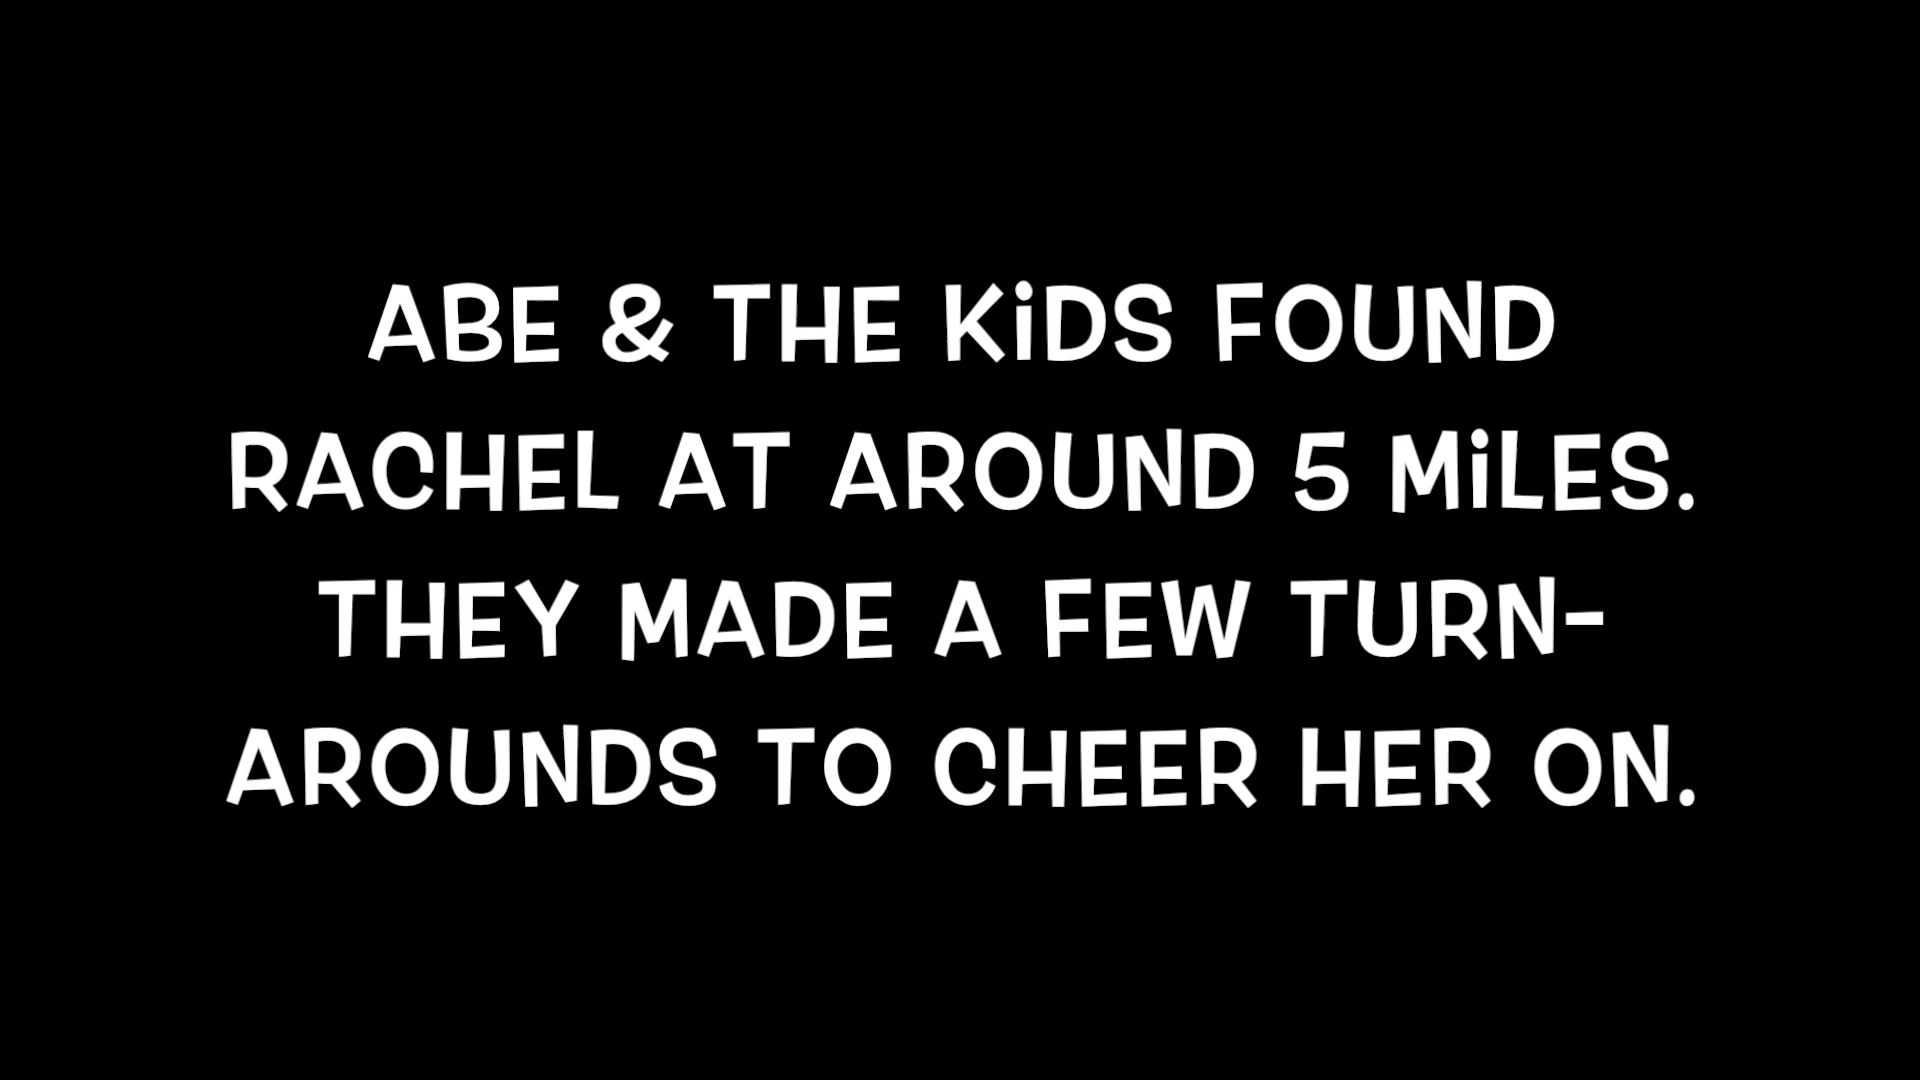 ABE & THE KiDS FOUND
RACHEL AT AROUND 5 MiLES.
THEY MADE A FEW TURN-
AROUNDS TO CHEER HER ON.